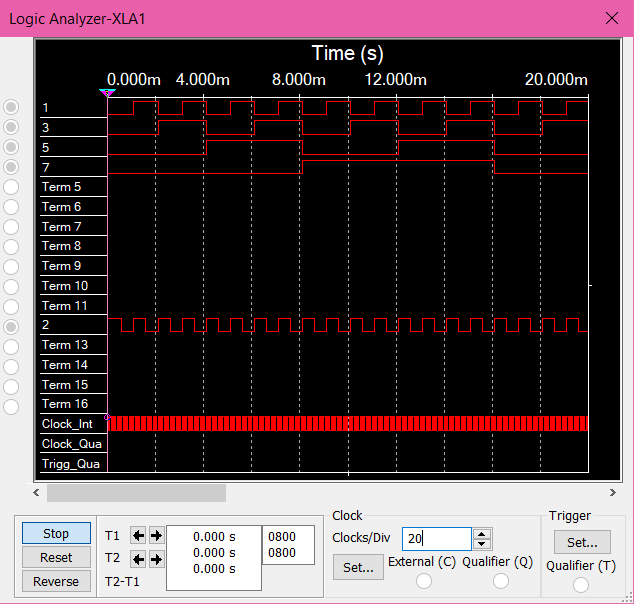 Logic Analyzer-XLA1
Time (s)
0.000m 4.000m 8.000m 12.000m 20.000m
1
3
5
7
Term 5
Term 6
Term 7
Term 8
Term 9
Term 10
Term 11
2
Term 13
Term 14
Term 15
Term 16
Clock_Int
Clock_Qua
Trigg_Qua
Stop
Reset
Reverse
T1 0.000 s 0800
T2 0.000 s 0800
T2-T1 0.000 s
Clock
Clocks/Div 20
Set...
External (C) Qualifier (Q)
Trigger
Set...
Qualifier (T)